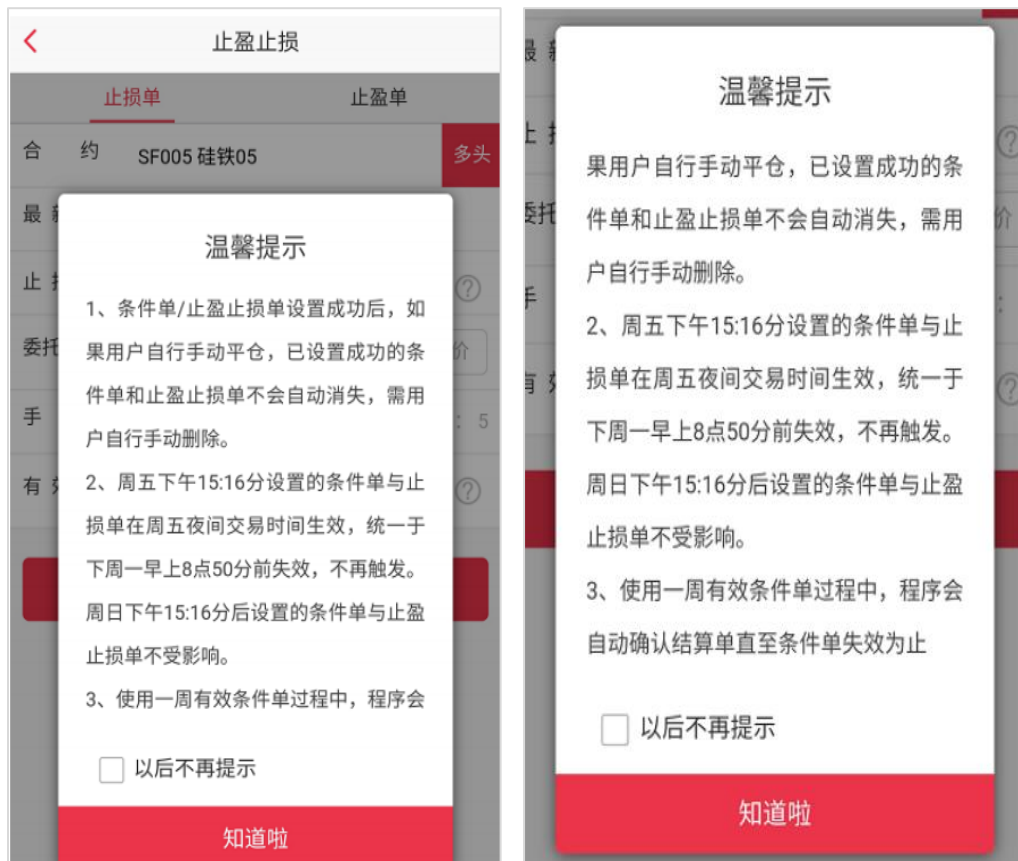 止盈止损
止损单 止盈单
合 约 SF005 硅铁05 多头
最
止
委托 价
手 : 5
有
温馨提示
1、条件单/止盈止损单设置成功后，如
果用户自行手动平仓，已设置成功的条
件单和止盈止损单不会自动消失，需用
户自行手动删除。
2、周五下午15:16分设置的条件单与止
损单在周五夜间交易时间生效，统一于
下周一早上8点50分前失效，不再触发。
周日下午15:16分后设置的条件单与止盈
止损单不受影响。
3、使用一周有效条件单过程中，程序会
以后不再提示
知道啦
最
止
委托 价
手 :
有
温馨提示
果用户自行手动平仓，已设置成功的条
件单和止盈止损单不会自动消失，需用
户自行手动删除。
2、周五下午15:16分设置的条件单与止
损单在周五夜间交易时间生效，统一于
下周一早上8点50分前失效，不再触发。
周日下午15:16分后设置的条件单与止盈
止损单不受影响。
3、使用一周有效条件单过程中，程序会
自动确认结算单直至条件单失效为止
以后不再提示
知道啦